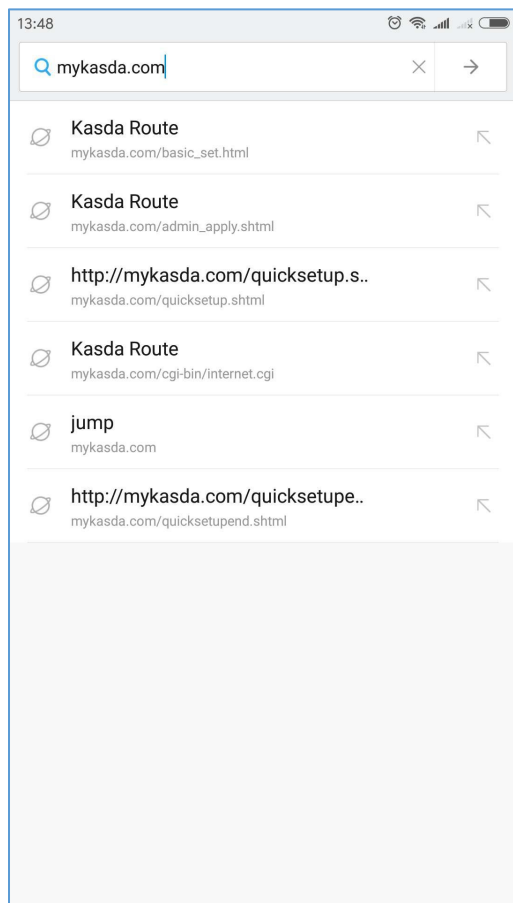 13:48
mykasda.com
Kasda Route
mykasda.com/basic_set.html
Kasda Route
mykasda.com/admin_apply.shtml
http://mykasda.com/quicksetup.s..
mykasda.com/quicksetup.shtml
Kasda Route
mykasda.com/cgi-bin/internet.cgi
jump
mykasda.com
http://mykasda.com/quicksetupe..
mykasda.com/quicksetupend.shtml